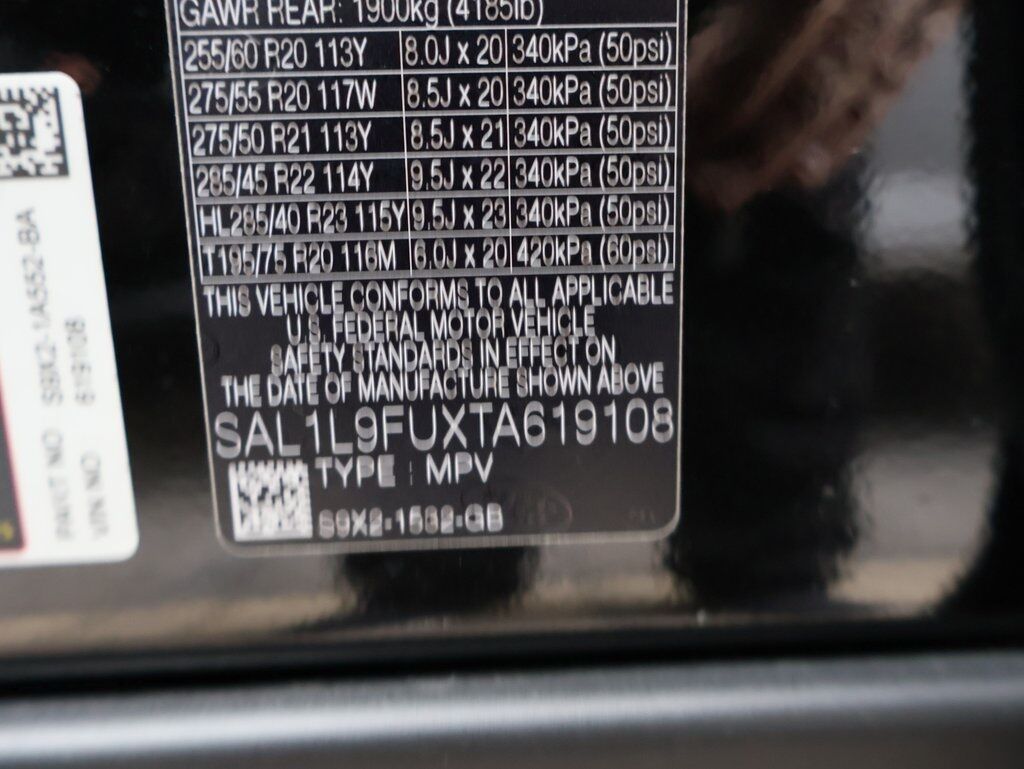 GAWR REAR: 1900kg (4185lb)
255/60 R20 113Y 8.0J x 20 340kPa (50psi)
275/55 R20 117W 8.5J x 20 340kPa (50psi)
275/50 R21 113Y 8.5J x 21 340kPa (50psi)
285/45 R22 114Y 9.5J x 22 340kPa (50psi)
HL285/40 R23 115Y 9.5J x 23 340kPa (50psi)
T195/75 R20 116M 6.0J x 20 420kPa (60psi)
THIS VEHICLE CONFORMS TO ALL APPLICABLE
U.S. FEDERAL MOTOR VEHICLE
SAFETY STANDARDS IN EFFECT ON
THE DATE OF MANUFACTURE SHOWN ABOVE
SAL1L9FUXTA619108
TYPE : MPV
S9X2-1532-GB
PART NO S9X2-1A552-BA
VIN NO 619108